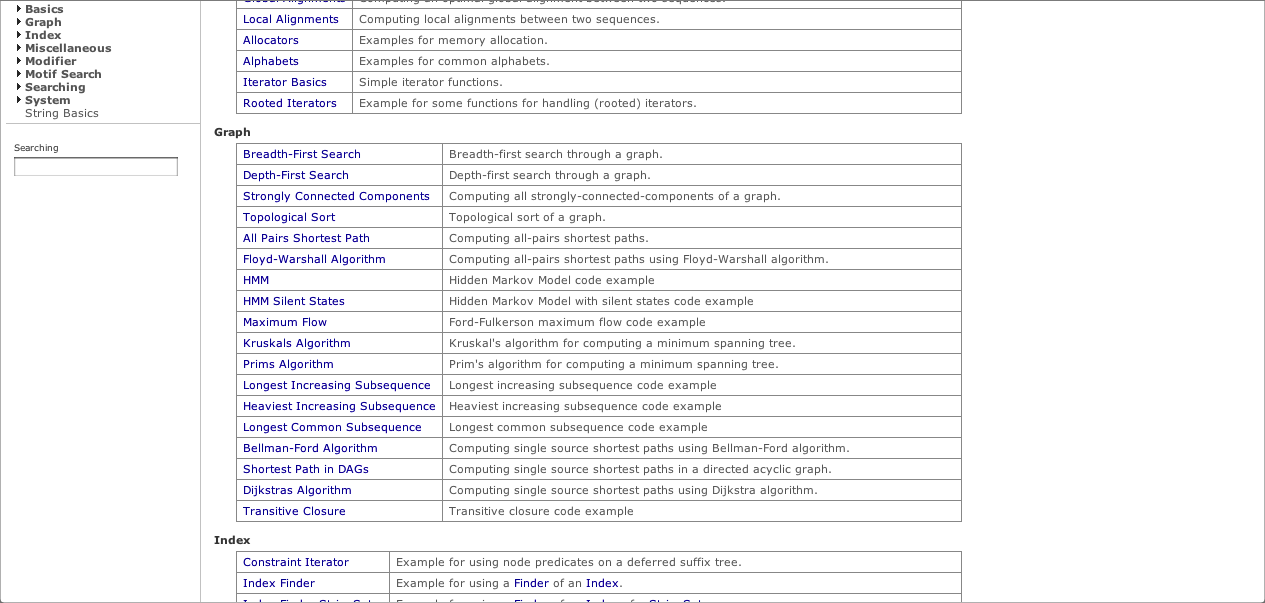 Basics
Graph
Index
Miscellaneous
Modifier
Motif Search
Searching
System
String Basics
Searching
Global Alignments Computing an optimal global alignment between two sequences.
Local Alignments Computing local alignments between two sequences.
Allocators Examples for memory allocation.
Alphabets Examples for common alphabets.
Iterator Basics Simple iterator functions.
Rooted Iterators Example for some functions for handling (rooted) iterators.
Graph
Breadth-First Search Breadth-first search through a graph.
Depth-First Search Depth-first search through a graph.
Strongly Connected Components Computing all strongly-connected-components of a graph.
Topological Sort Topological sort of a graph.
All Pairs Shortest Path Computing all-pairs shortest paths.
Floyd-Warshall Algorithm Computing all-pairs shortest paths using Floyd-Warshall algorithm.
HMM Hidden Markov Model code example
HMM Silent States Hidden Markov Model with silent states code example
Maximum Flow Ford-Fulkerson maximum flow code example
Kruskals Algorithm Kruskal's algorithm for computing a minimum spanning tree.
Prims Algorithm Prim's algorithm for computing a minimum spanning tree.
Longest Increasing Subsequence Longest increasing subsequence code example
Heaviest Increasing Subsequence Heaviest increasing subsequence code example
Longest Common Subsequence Longest common subsequence code example
Bellman-Ford Algorithm Computing single source shortest paths using Bellman-Ford algorithm.
Shortest Path in DAGs Computing single source shortest paths in a directed acyclic graph.
Dijkstras Algorithm Computing single source shortest paths using Dijkstra algorithm.
Transitive Closure Transitive closure code example
Index
Constraint Iterator Example for using node predicates on a deferred suffix tree.
Index Finder Example for using a Finder of an Index.